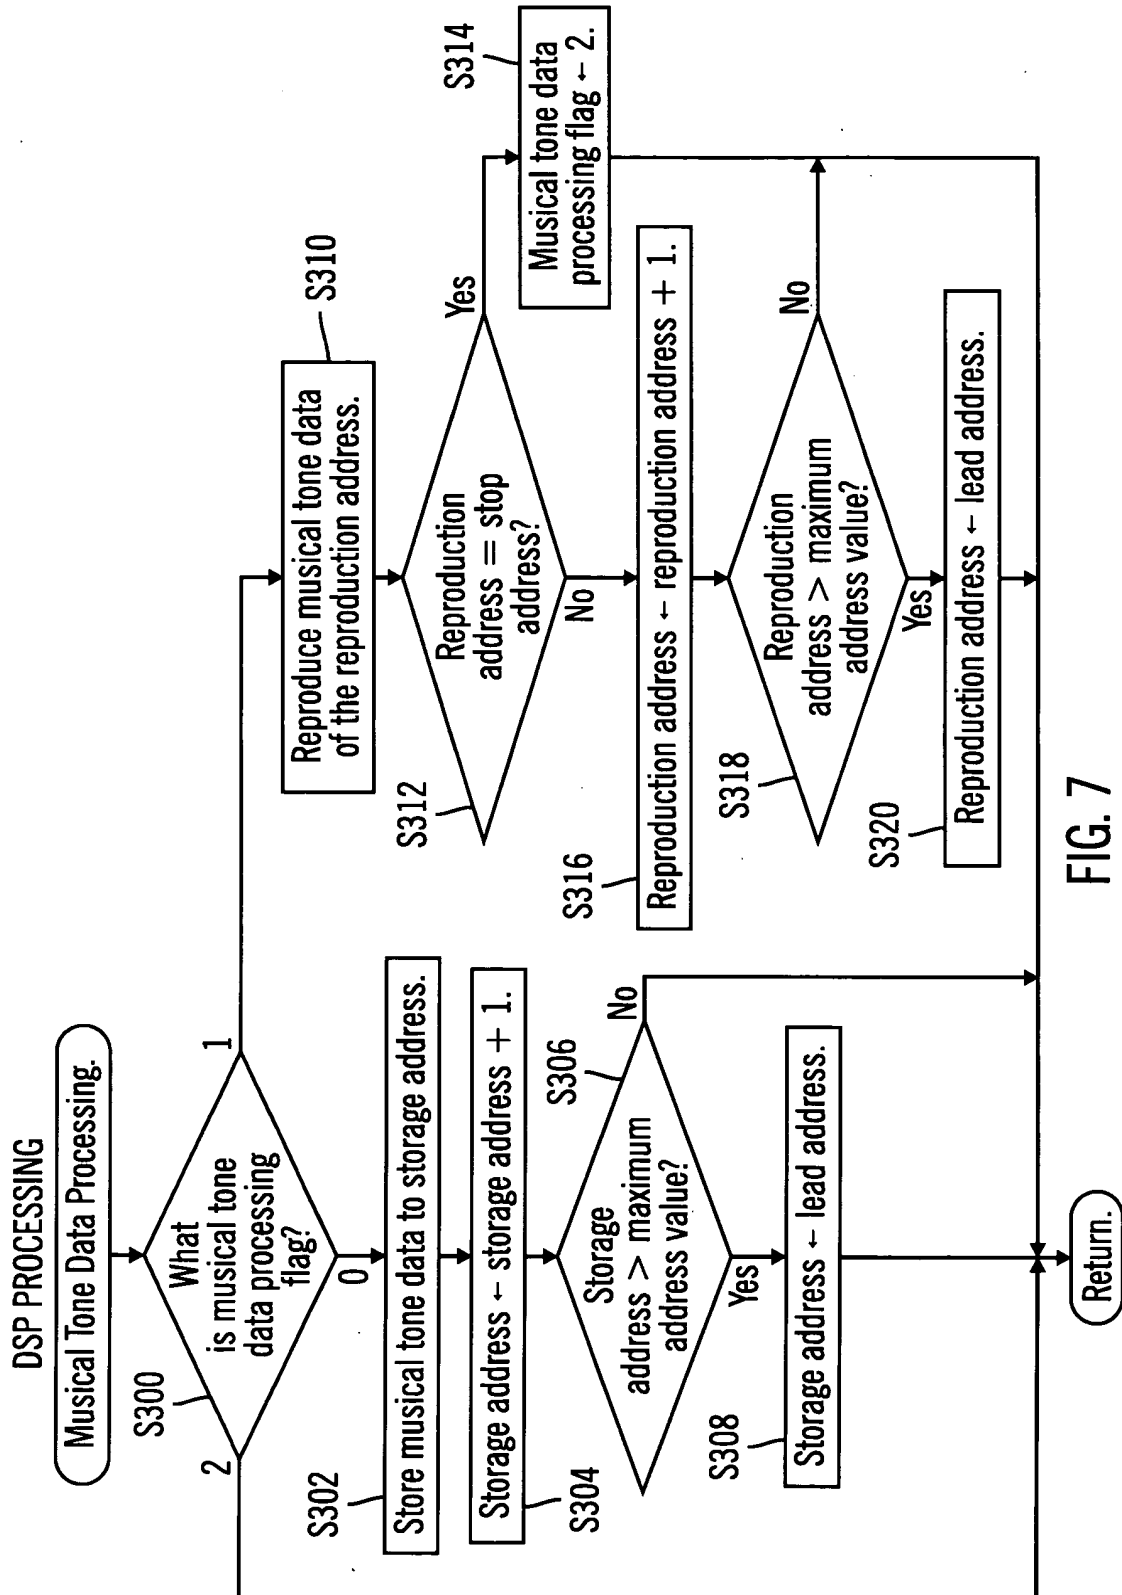 DSP PROCESSING
Musical Tone Data Processing.
S300
What
is musical tone
data processing
flag?
2
0
1
S302
Store musical tone data to storage address.
S304
Storage address ← storage address + 1.
S306
Storage
address > maximum
address value?
No
Yes
S308
Storage address ← lead address.
S310
Reproduce musical tone data
of the reproduction address.
S312
Reproduction
address = stop
address?
Yes
No
S314
Musical tone data
processing flag ← 2.
S316
Reproduction address ← reproduction address + 1.
S318
Reproduction
address > maximum
address value?
No
Yes
S320
Reproduction address ← lead address.
Return.
FIG. 7